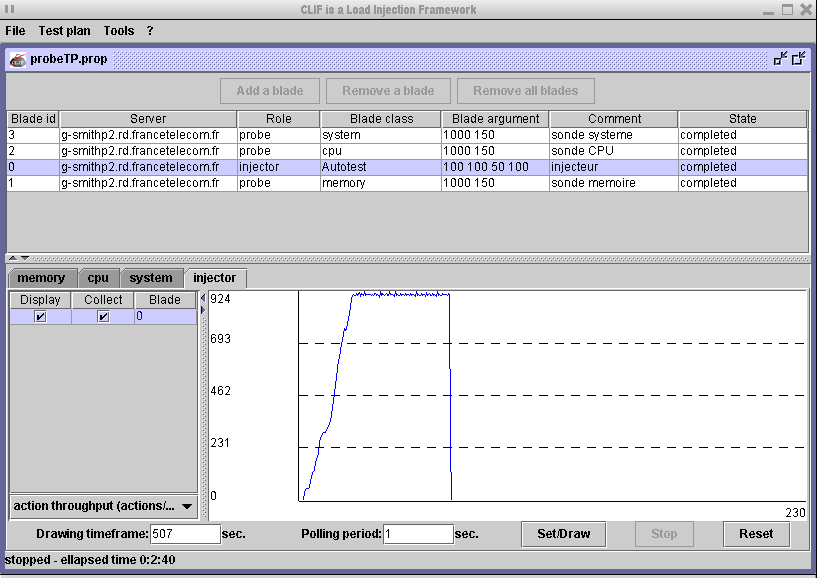 CLIF is a Load Injection Framework
File Test plan Tools ?
probeTP.prop
Add a blade Remove a blade Remove all blades
Blade id Server Role Blade class Blade argument Comment State
3 g-smithp2.rd.francetelecom.fr probe system 1000 150 sonde systeme completed
2 g-smithp2.rd.francetelecom.fr probe cpu 1000 150 sonde CPU completed
0 g-smithp2.rd.francetelecom.fr injector Autotest 100 100 50 100 injecteur completed
1 g-smithp2.rd.francetelecom.fr probe memory 1000 150 sonde memoire completed
memory cpu system injector
Display Collect Blade
0
924
693
462
231
0
230
action throughput (actions/...
Drawing timeframe: 507 sec. Polling period: 1 sec. Set/Draw Stop Reset
stopped - ellapsed time 0:2:40